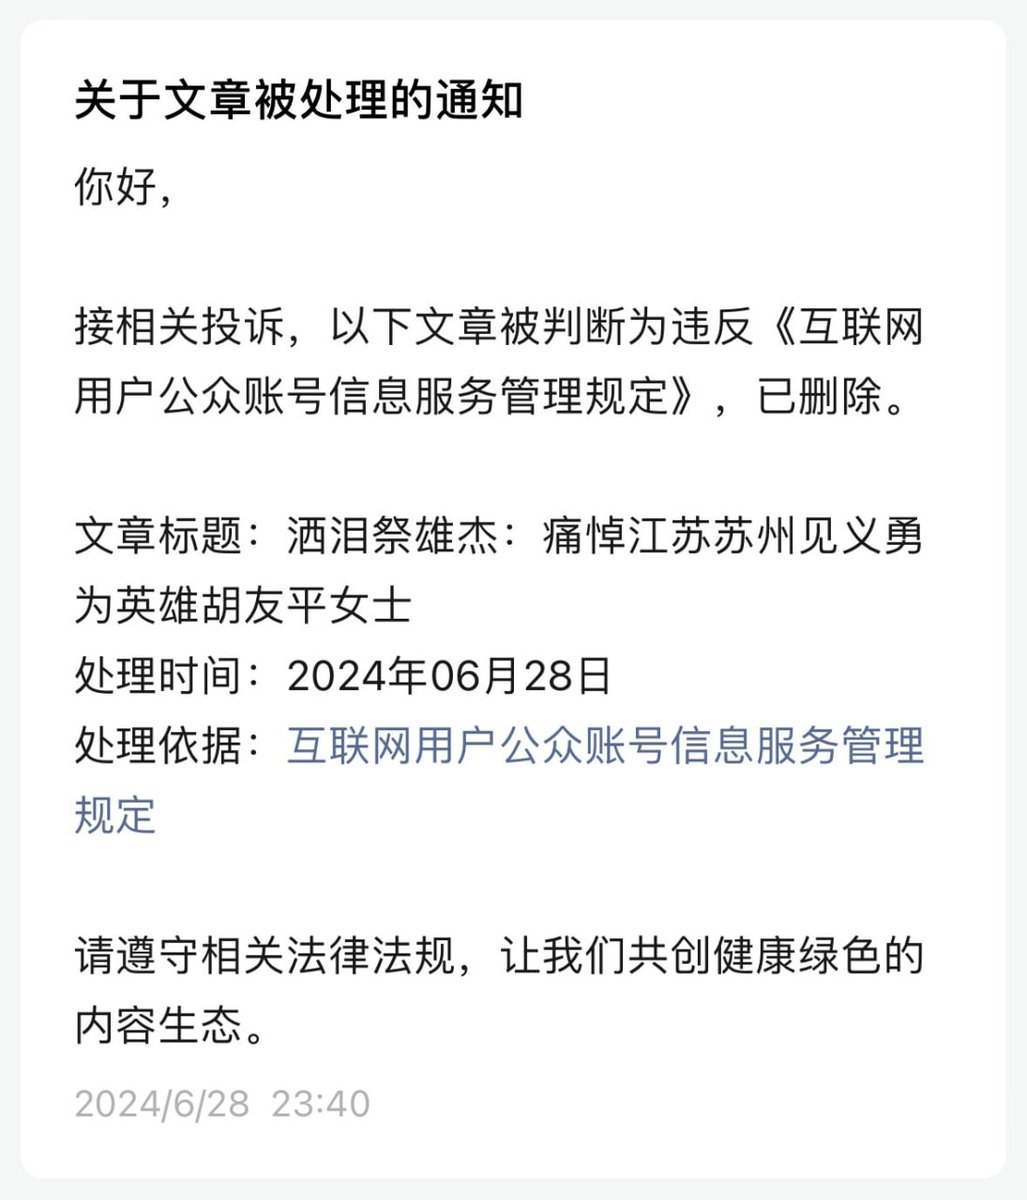 关于文章被处理的通知
你好，
接相关投诉，以下文章被判断为违反《互联网
用户公众账号信息服务管理规定》，已删除。
文章标题：洒泪祭雄杰：痛悼江苏苏州见义勇
为英雄胡友平女士
处理时间：2024年06月28日
处理依据：互联网用户公众账号信息服务管理
规定
请遵守相关法律法规，让我们共创健康绿色的
内容生态。
2024/6/28 23:40